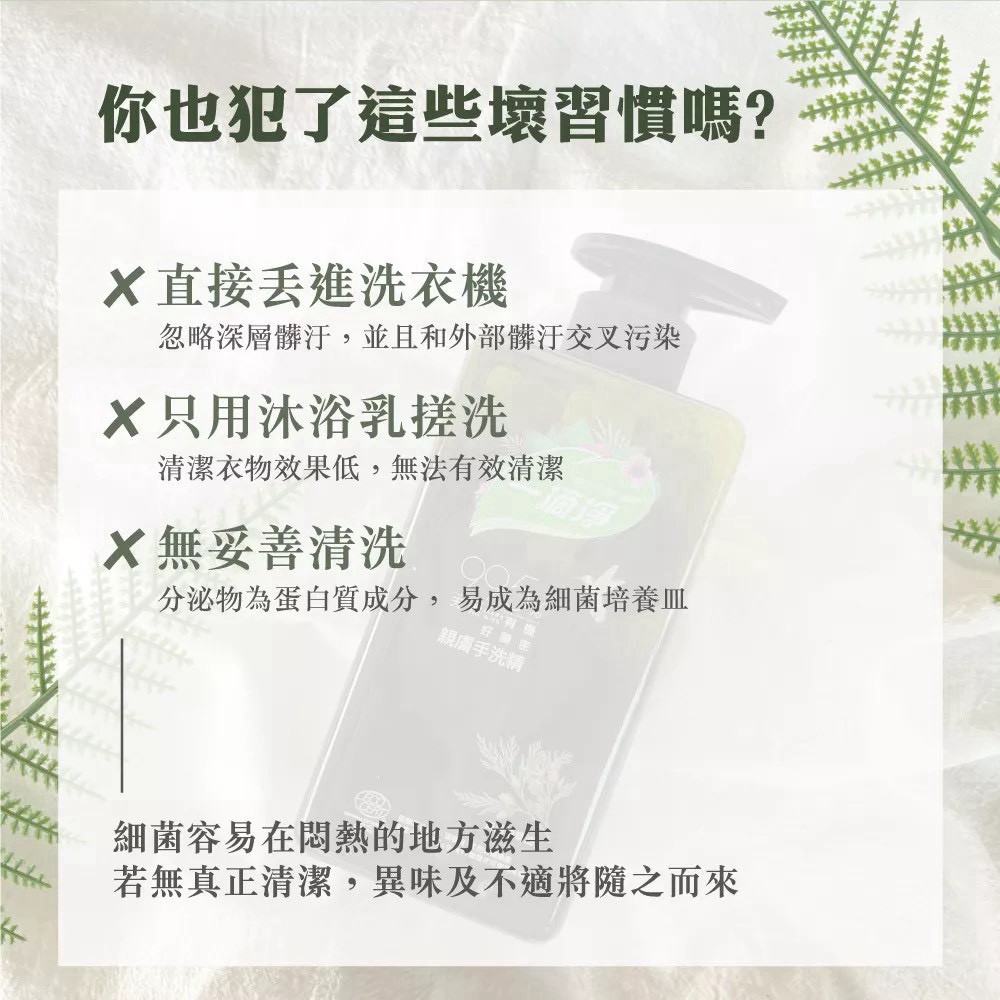 你也犯了這些壞習慣嗎?
✕ 直接丟進洗衣機
忽略深層髒汙，並且和外部髒汙交叉污染
✕ 只用沐浴乳搓洗
清潔衣物效果低，無法有效清潔
✕ 無妥善清洗
分泌物為蛋白質成分， 易成為細菌培養皿
親膚手洗精
細菌容易在悶熱的地方滋生
若無真正清潔，異味及不適將隨之而來